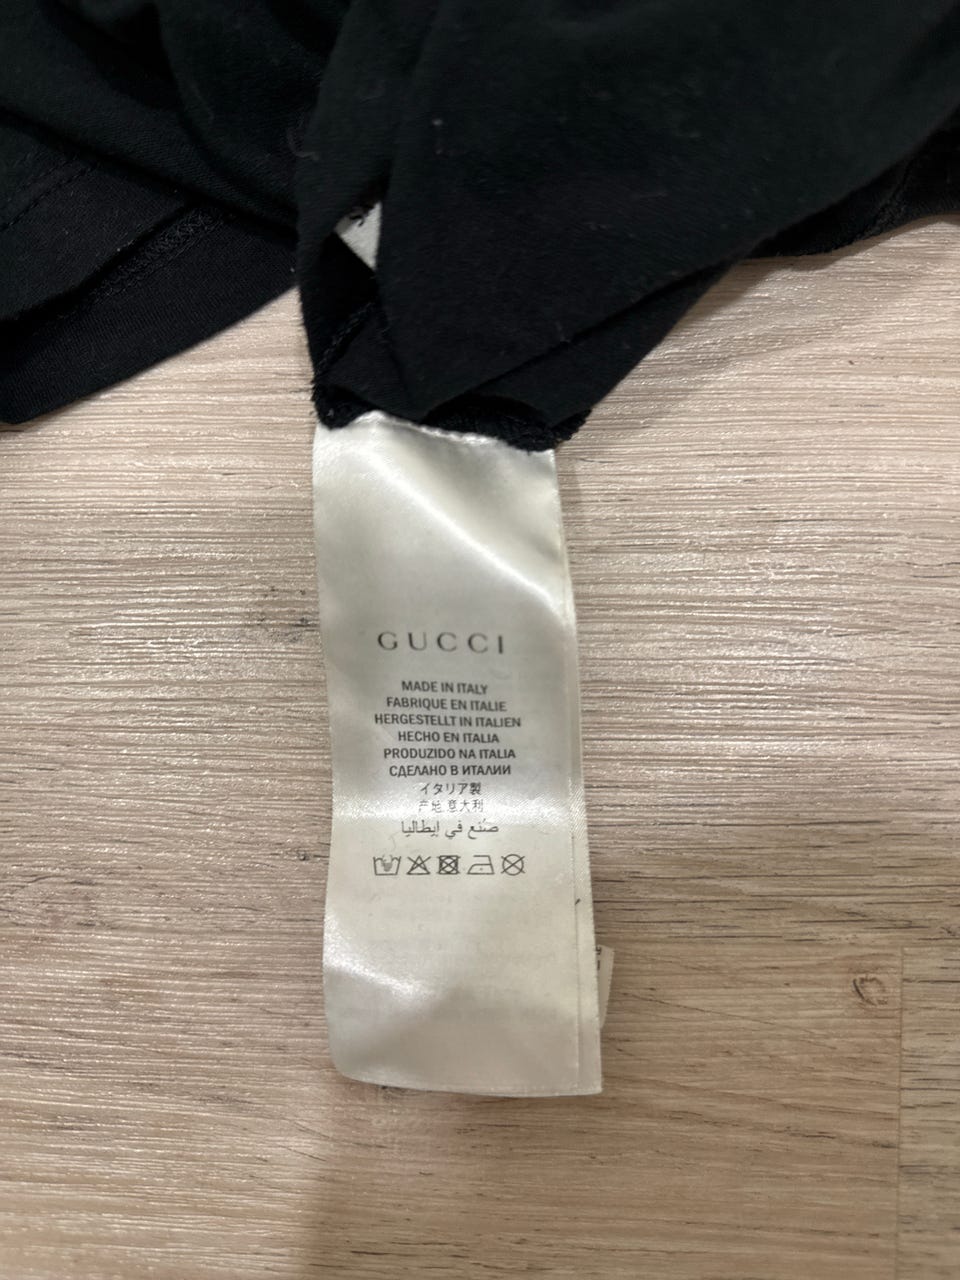 GUCCI
MADE IN ITALY
FABRIQUE EN ITALIE
HERGESTELLT IN ITALIEN
HECHO EN ITALIA
PRODUZIDO NA ITALIA
СДЕЛАНО В ИТАЛИИ
イタリア製
产地 意大利
صُنع في إيطاليا